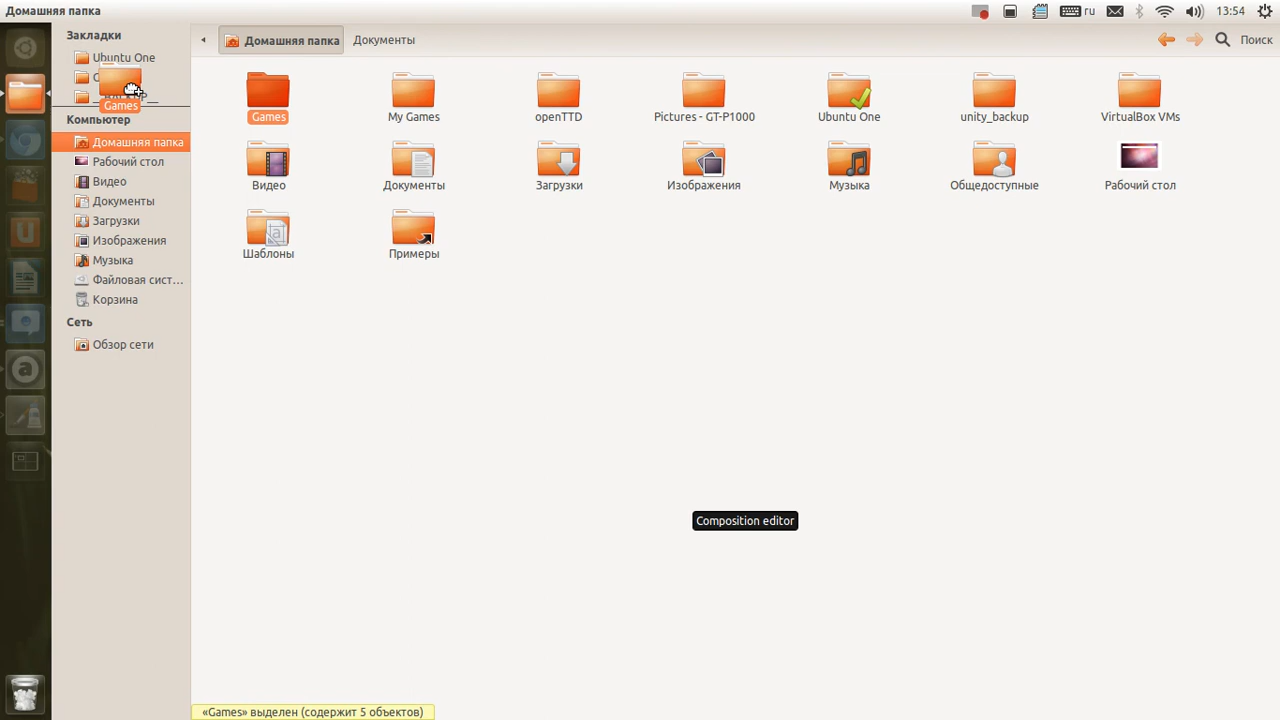 Домашняя папка
ru
13:54
Закладки
Ubuntu One
Games
Компьютер
Домашняя папка
Рабочий стол
Видео
Документы
Загрузки
Изображения
Музыка
Файловая сист...
Корзина
Сеть
Обзор сети
Домашняя папка
Документы
Поиск
Games
My Games
openTTD
Pictures - GT-P1000
Ubuntu One
unity_backup
VirtualBox VMs
Видео
Документы
Загрузки
Изображения
Музыка
Общедоступные
Рабочий стол
Шаблоны
Примеры
Composition editor
«Games» выделен (содержит 5 объектов)